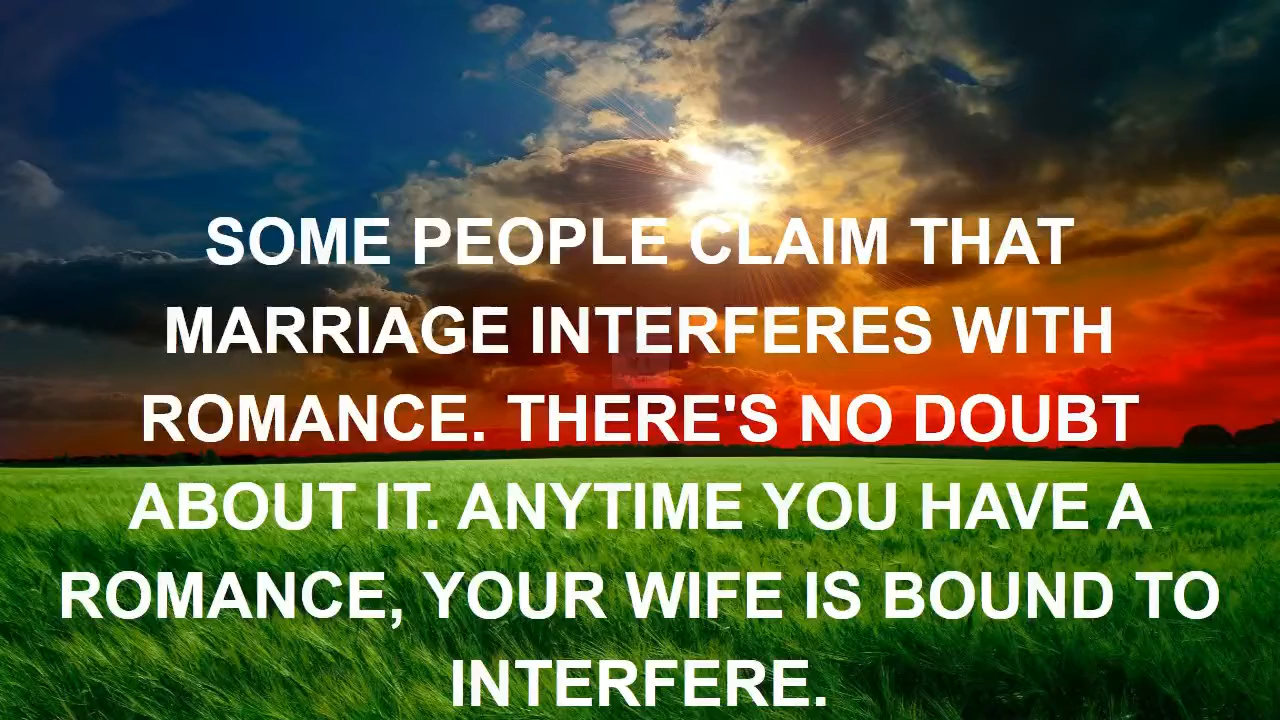 SOME PEOPLE CLAIM THAT
MARRIAGE INTERFERES WITH
ROMANCE. THERE'S NO DOUBT
ABOUT IT. ANYTIME YOU HAVE A
ROMANCE, YOUR WIFE IS BOUND TO
INTERFERE.